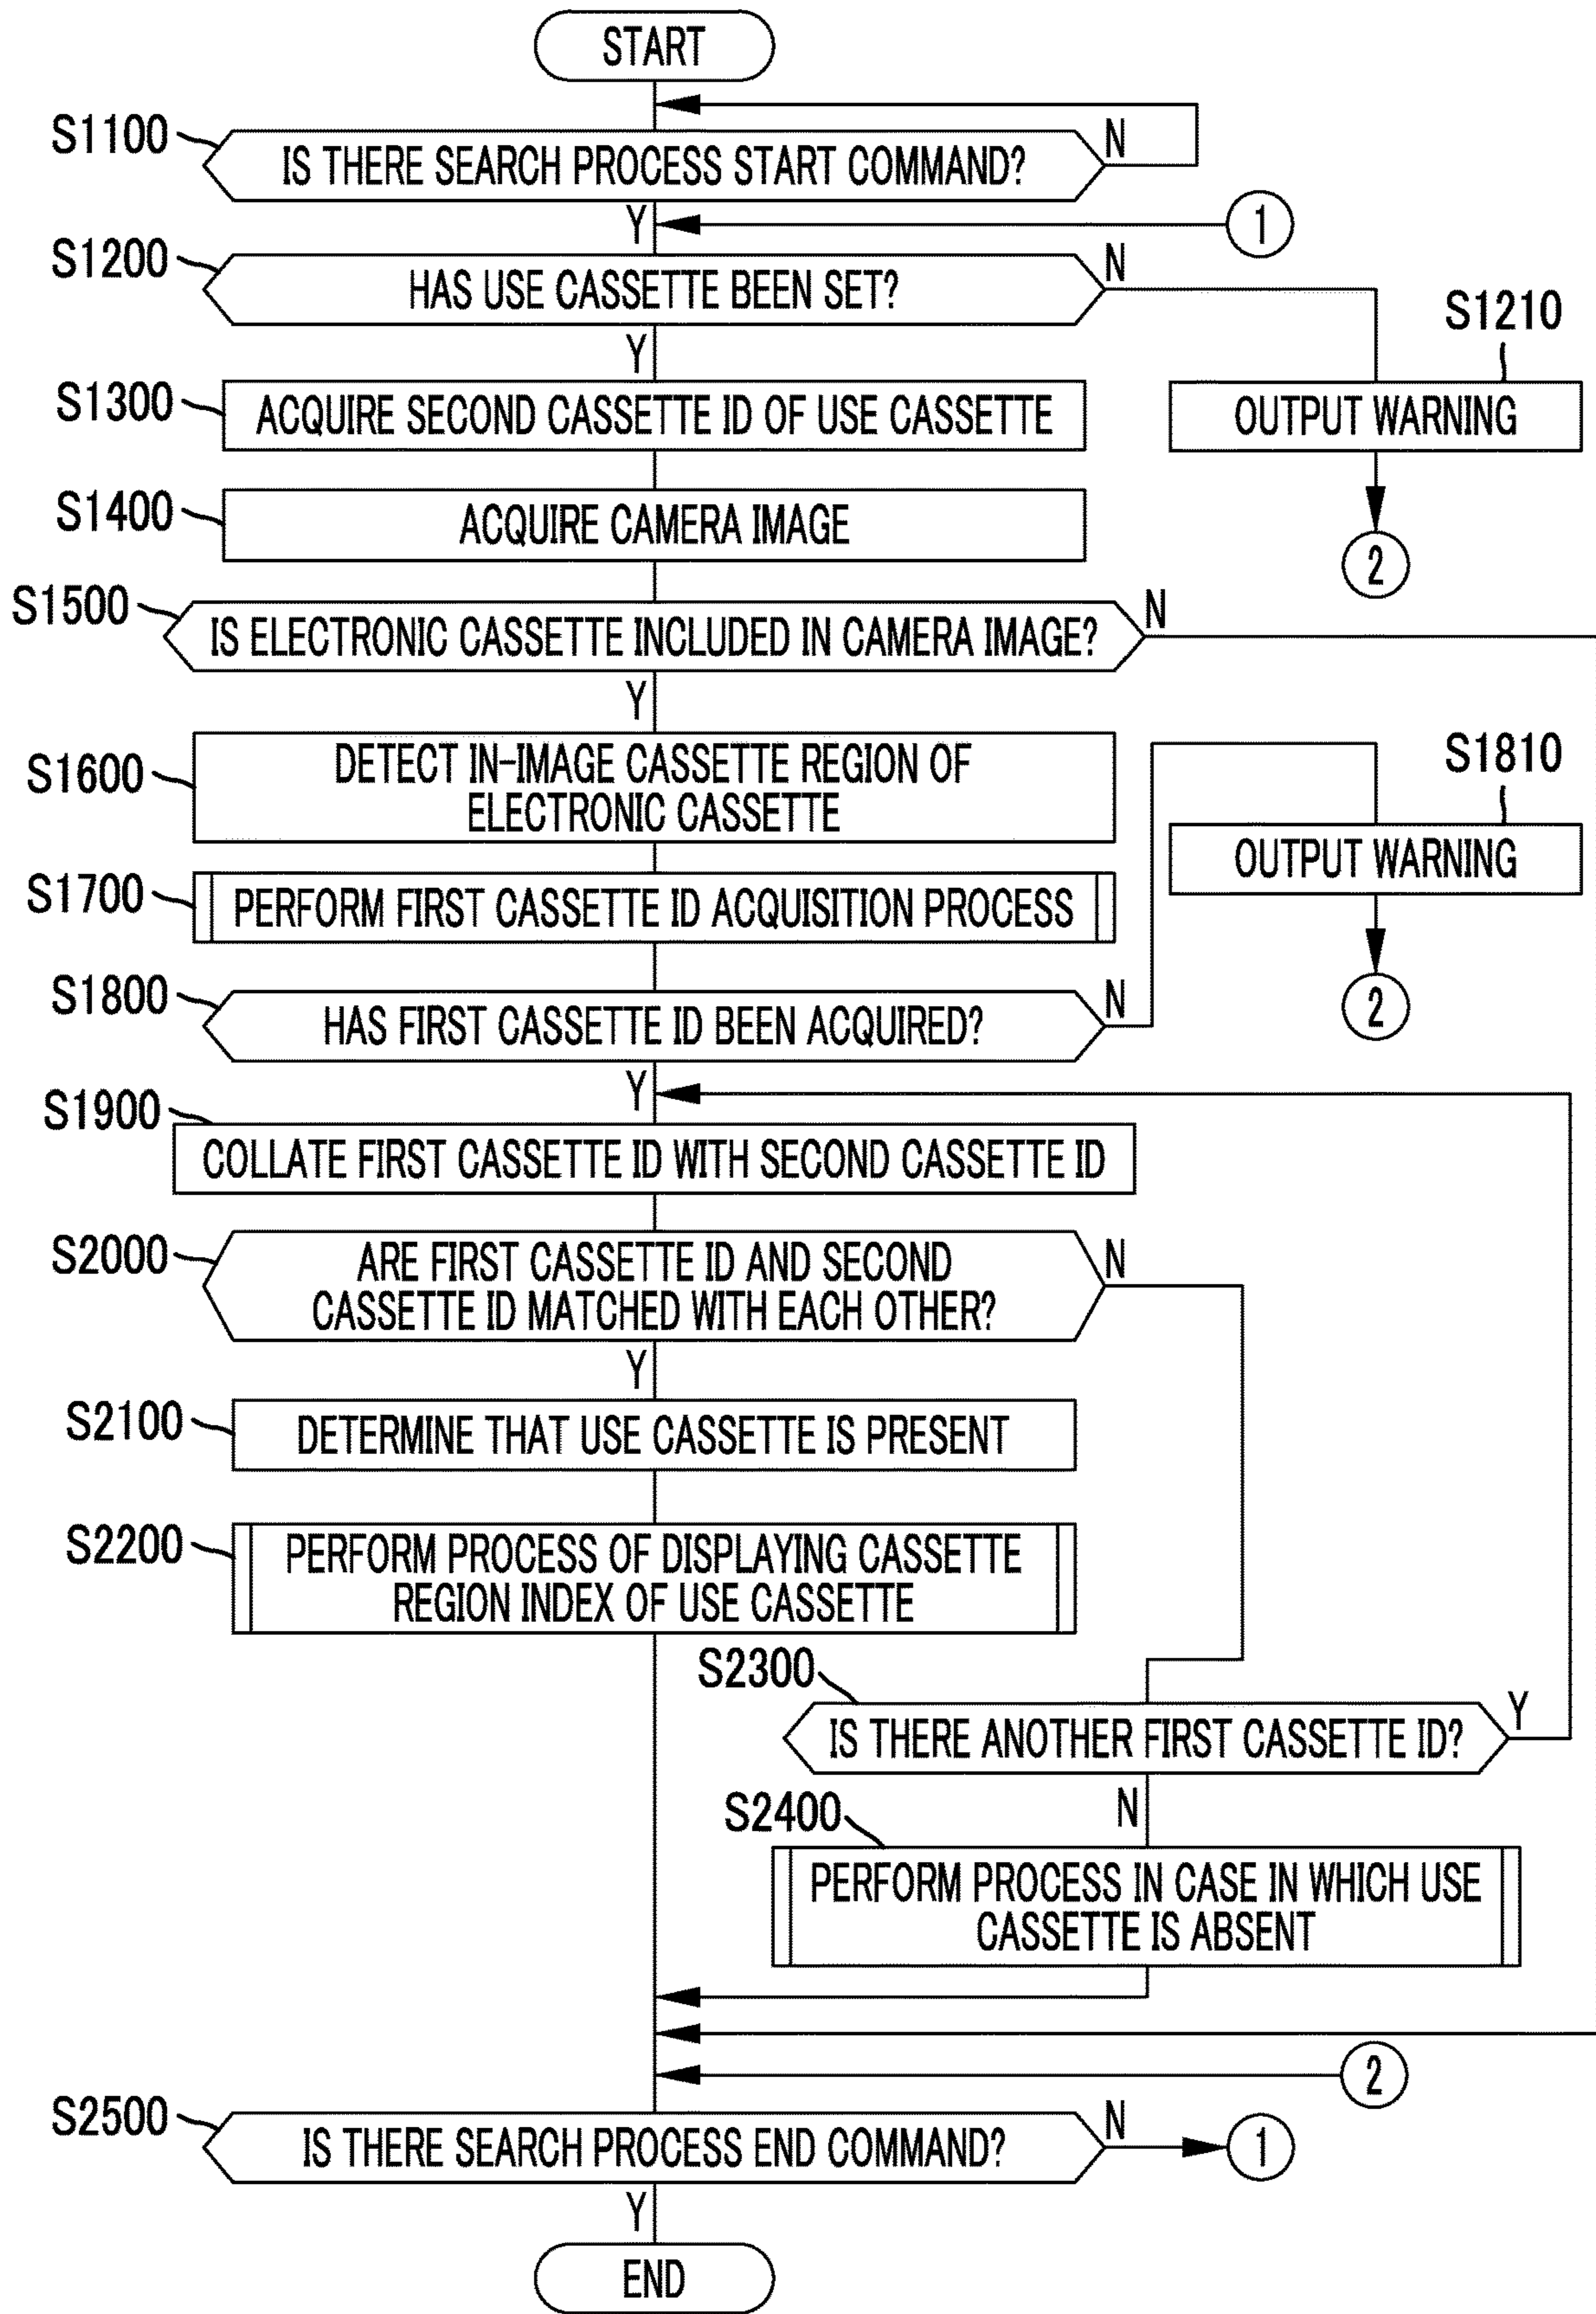 START
S1100
IS THERE SEARCH PROCESS START COMMAND?
N
Y
1
S1200
HAS USE CASSETTE BEEN SET?
N
Y
S1210
OUTPUT WARNING
2
S1300
ACQUIRE SECOND CASSETTE ID OF USE CASSETTE
S1400
ACQUIRE CAMERA IMAGE
S1500
IS ELECTRONIC CASSETTE INCLUDED IN CAMERA IMAGE?
N
Y
S1600
DETECT IN-IMAGE CASSETTE REGION OF
ELECTRONIC CASSETTE
S1700
PERFORM FIRST CASSETTE ID ACQUISITION PROCESS
S1810
OUTPUT WARNING
2
S1800
HAS FIRST CASSETTE ID BEEN ACQUIRED?
N
Y
S1900
COLLATE FIRST CASSETTE ID WITH SECOND CASSETTE ID
S2000
ARE FIRST CASSETTE ID AND SECOND
CASSETTE ID MATCHED WITH EACH OTHER?
N
Y
S2100
DETERMINE THAT USE CASSETTE IS PRESENT
S2200
PERFORM PROCESS OF DISPLAYING CASSETTE
REGION INDEX OF USE CASSETTE
S2300
IS THERE ANOTHER FIRST CASSETTE ID?
Y
N
S2400
PERFORM PROCESS IN CASE IN WHICH USE
CASSETTE IS ABSENT
2
S2500
IS THERE SEARCH PROCESS END COMMAND?
N
1
Y
END